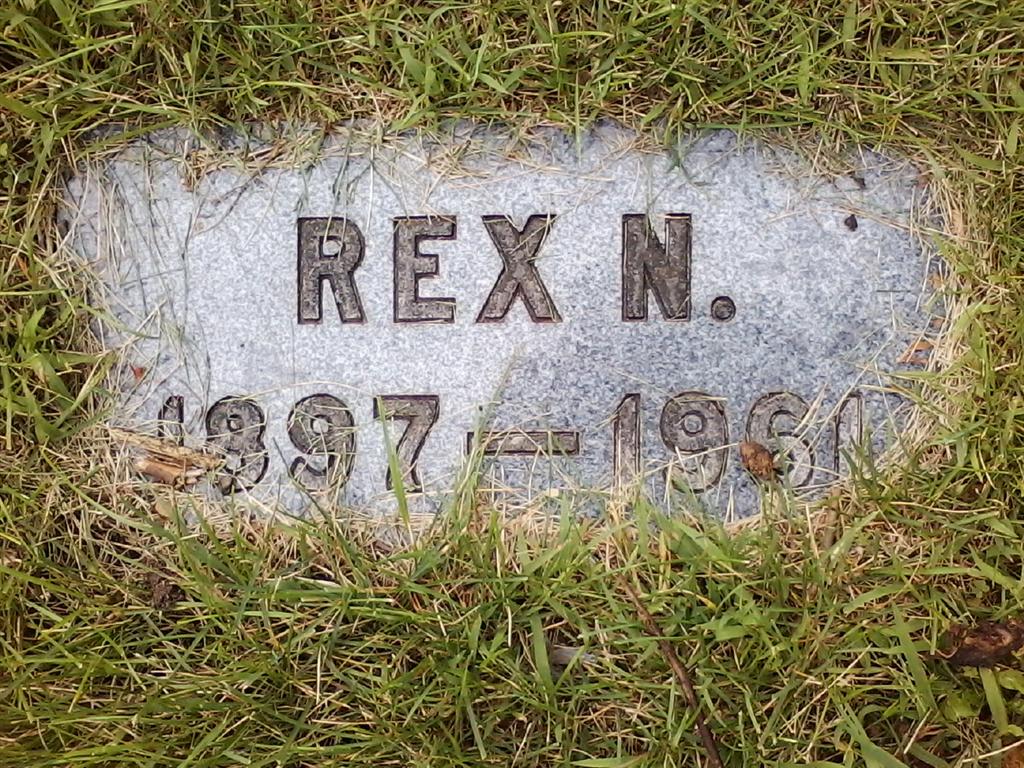 REX N.
1897 — 1961